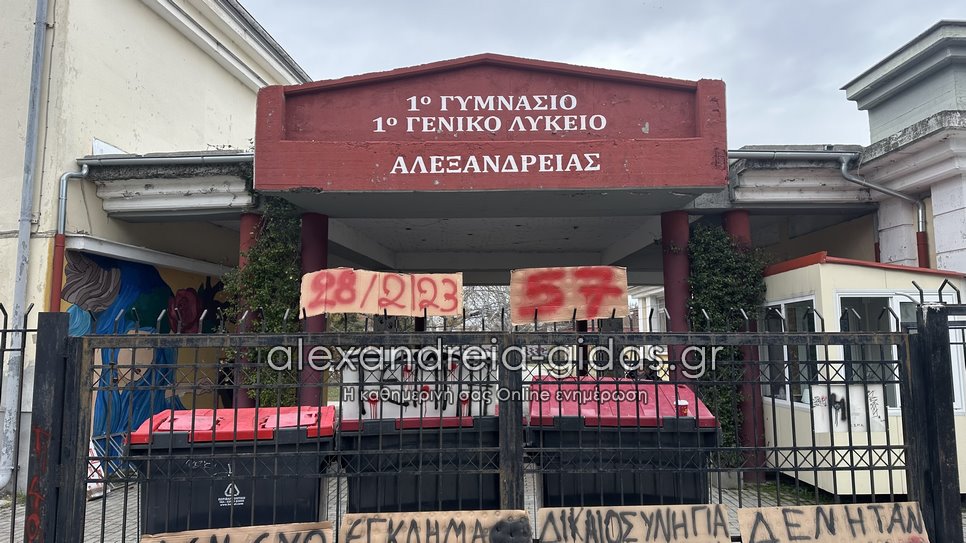 1ο ΓΥΜΝΑΣΙΟ
1ο ΓΕΝΙΚΟ ΛΥΚΕΙΟ
ΑΛΕΞΑΝΔΡΕΙΑΣ
28/2/23
57
alexandreia-gidas.gr
Η καθημερινή σας Online ενημέρωση
ΕΓΚΛΗΜΑ
ΔΙΚΑΙΟΣΥΝΗ ΓΙΑ
ΔΕΝ ΗΤΑΝ